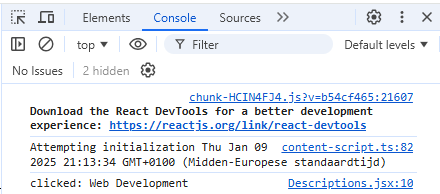 Elements Console Sources
top Filter Default levels
No Issues 2 hidden
chunk-HCIN4FJ4.js?v=b54cf465:21607
Download the React DevTools for a better development
experience: https://reactjs.org/link/react-devtools
Attempting initialization Thu Jan 09 content-script.ts:82
2025 21:13:34 GMT+0100 (Midden-Europese standaardtijd)
clicked: Web Development Descriptions.jsx:10